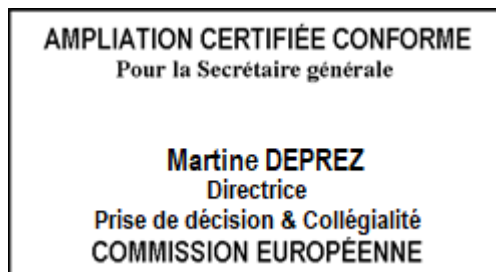 AMPLIATION CERTIFIÉE CONFORME
Pour la Secrétaire générale
Martine DEPREZ
Directrice
Prise de décision & Collégialité
COMMISSION EUROPÉENNE